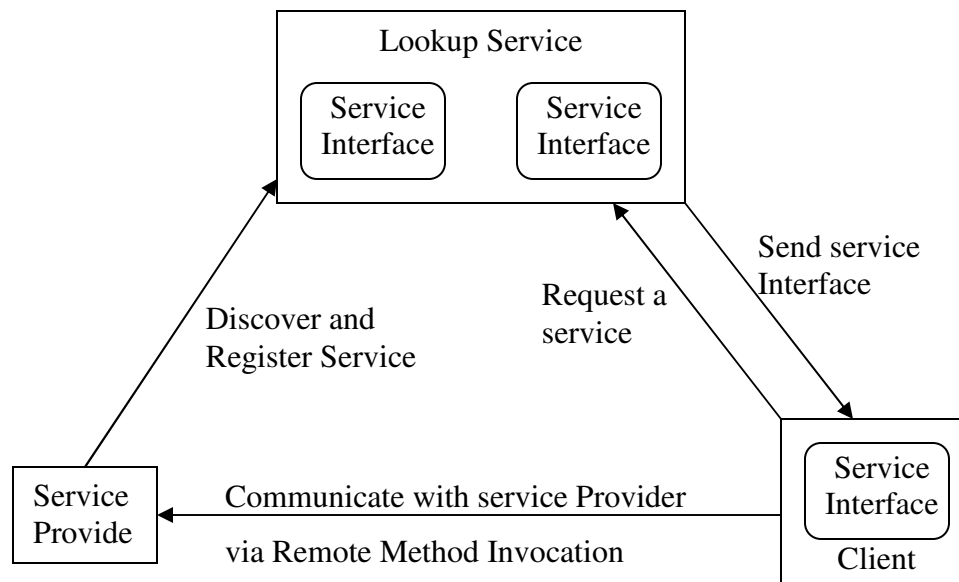 Lookup Service
Service
Interface
Service
Interface
Send service
Interface
Request a
service
Discover and
Register Service
Service
Provide
Communicate with service Provider
via Remote Method Invocation
Service
Interface
Client